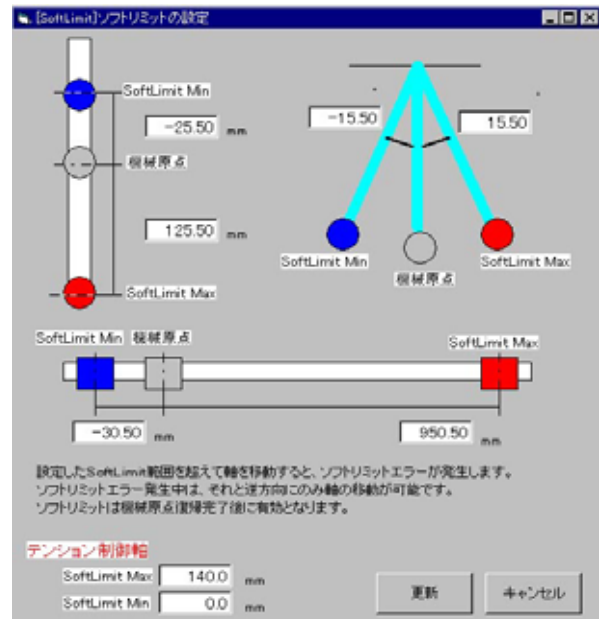 [SoftLimit]ソフトリミットの設定
SoftLimit Min
-25.50 mm
機械原点
125.50 mm
SoftLimit Max
-15.50
15.50
SoftLimit Min
機械原点
SoftLimit Max
SoftLimit Min 機械原点
SoftLimit Max
-30.50 mm
950.50 mm
設定したSoftLimit範囲を超えて軸を移動すると、ソフトリミットエラーが発生します。
ソフトリミットエラー発生中は、それと逆方向にのみ軸の移動が可能です。
ソフトリミットは機械原点復帰完了後に有効となります。
テンション制御軸
SoftLimit Max 140.0 mm
SoftLimit Min 0.0 mm
更新
キャンセル